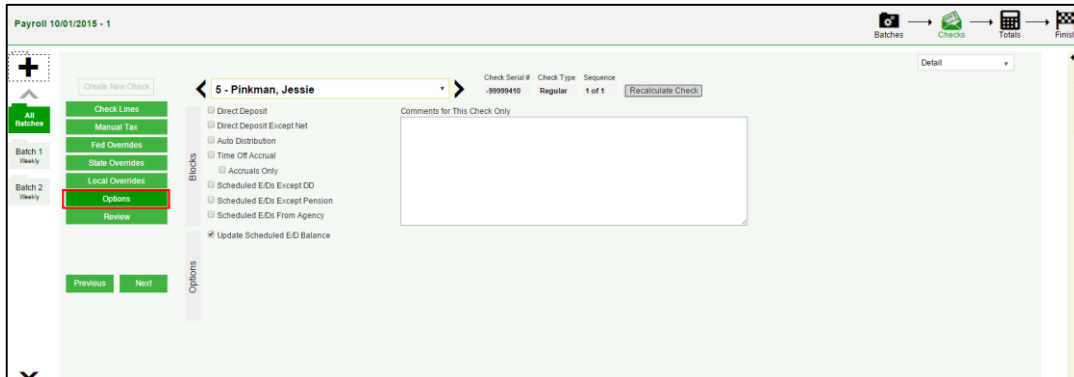 Payroll 10/01/2015 - 1
Batches
Checks
Totals
Finish
Detail
Create New Check
5 - Pinkman, Jessie
Check Serial # Check Type Sequence
-99999410 Regular 1 of 1
Recalculate Check
All
Batches
Batch 1
Weekly
Batch 2
Weekly
Check Lines
Manual Tax
Fed Overrides
State Overrides
Local Overrides
Options
Review
Previous
Next
Blocks
Direct Deposit
Direct Deposit Except Net
Auto Distribution
Time Off Accrual
Accruals Only
Scheduled E/Ds Except DD
Scheduled E/Ds Except Pension
Scheduled E/Ds From Agency
Comments for This Check Only
Options
Update Scheduled E/D Balance